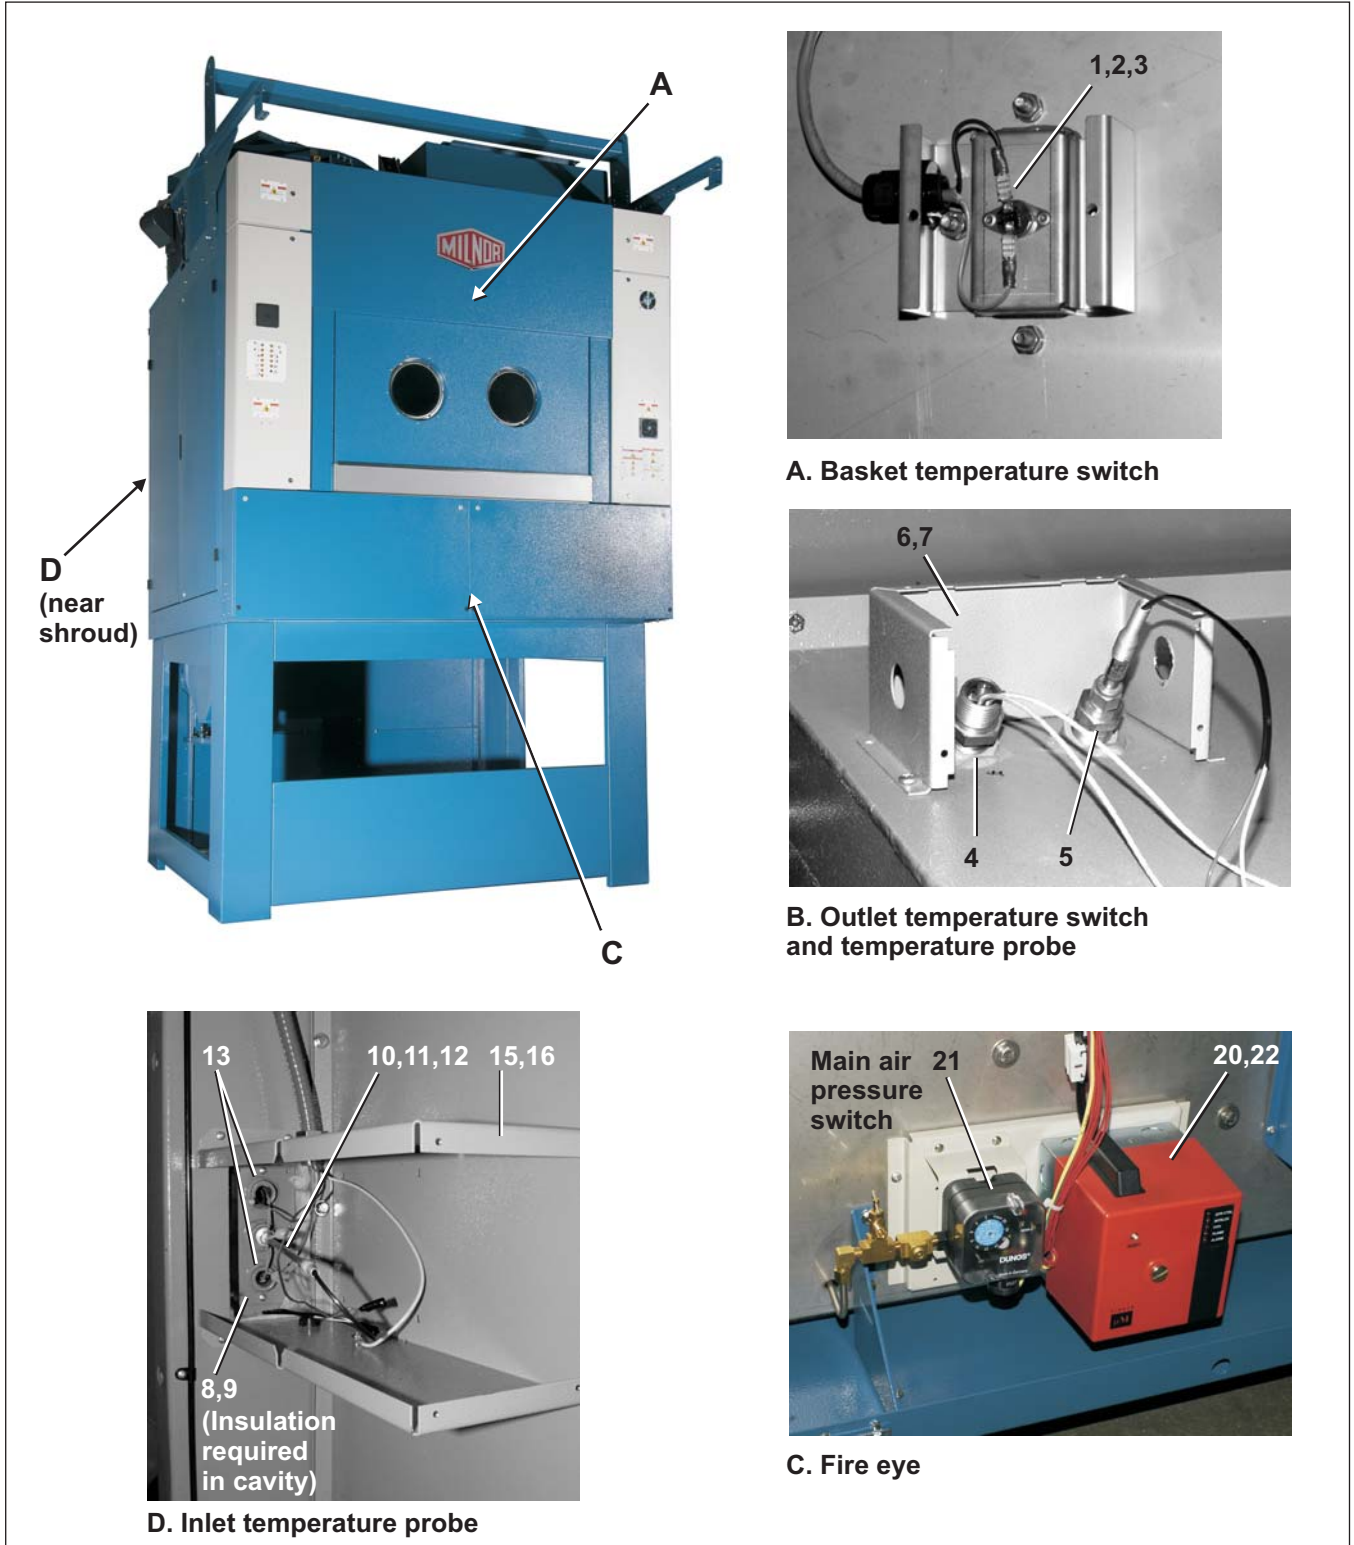 A
MILNOR
D
(near
shroud)
C
1,2,3
A. Basket temperature switch
6,7
4
5
B. Outlet temperature switch
and temperature probe
13
10,11,12
15,16
8,9
(Insulation
required
in cavity)
D. Inlet temperature probe
Main air
pressure
switch
21
20,22
DUNGS
C. Fire eye